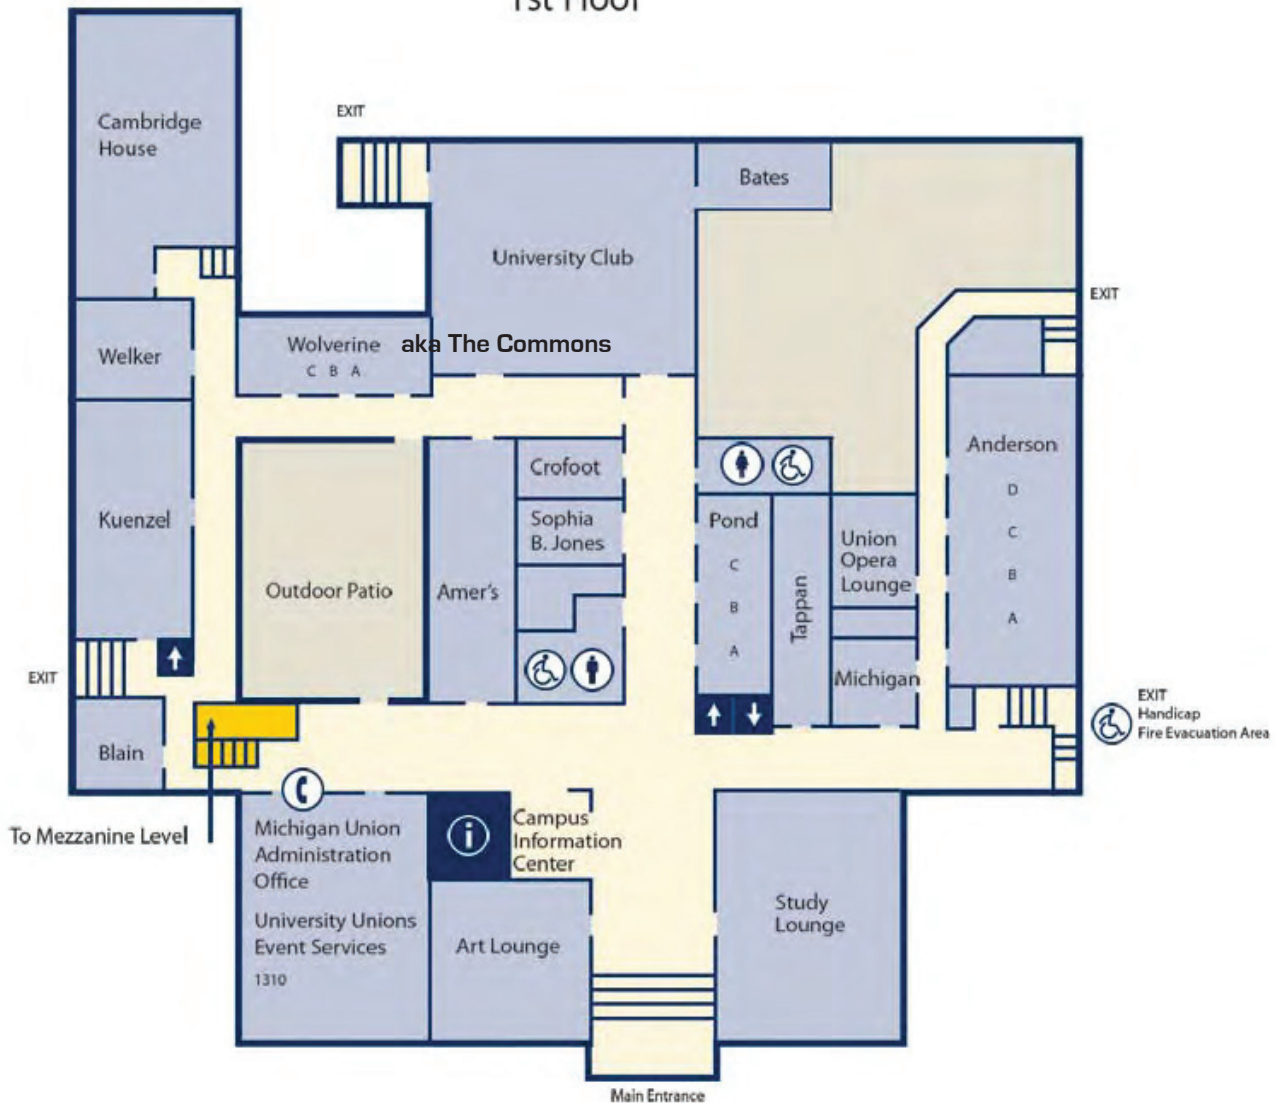 1st Floor
Cambridge
House
EXIT
Bates
University Club
EXIT
Welker
Wolverine
aka The Commons
C B A
Anderson
D
C
B
A
Crofoot
Kuenzel
Sophia
B. Jones
Pond
C
B
A
Union
Opera
Lounge
Tappan
Outdoor Patio
Amer's
Michigan
EXIT
EXIT
Handicap
Fire Evacuation Area
Blain
To Mezzanine Level
Michigan Union
Administration
Office
University Unions
Event Services
1310
i
Campus
Information
Center
Art Lounge
Study
Lounge
Main Entrance